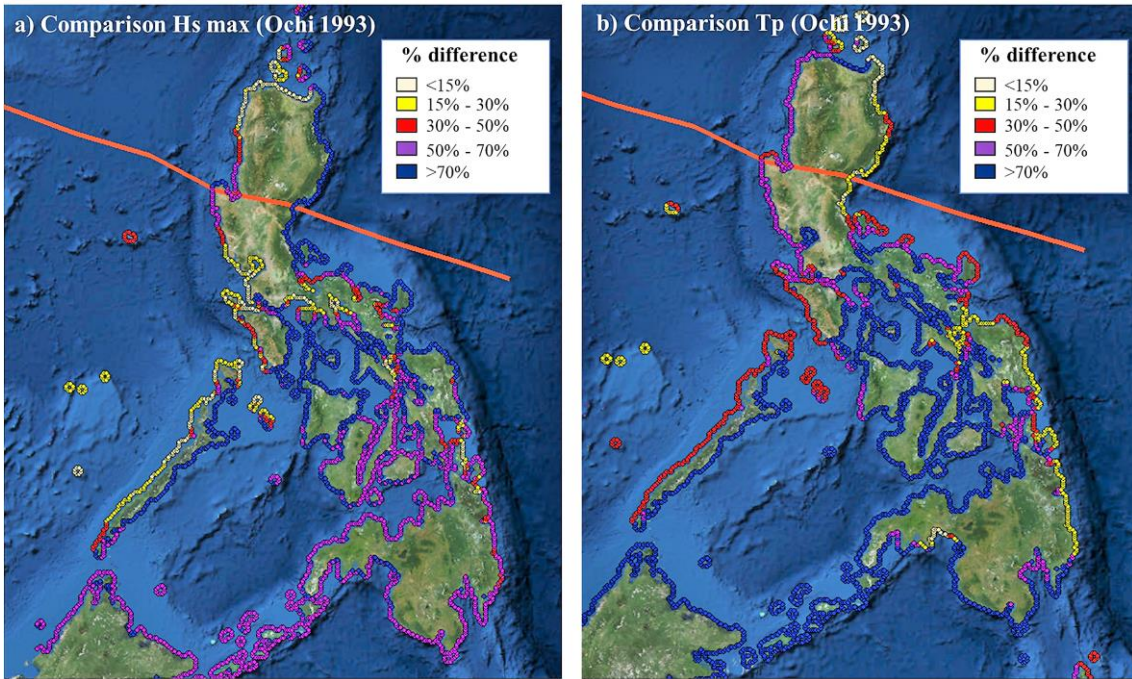 a) Comparison Hs max (Ochi 1993)
% difference
<15%
15% - 30%
30% - 50%
50% - 70%
>70%
b) Comparison Tp (Ochi 1993)
% difference
<15%
15% - 30%
30% - 50%
50% - 70%
>70%